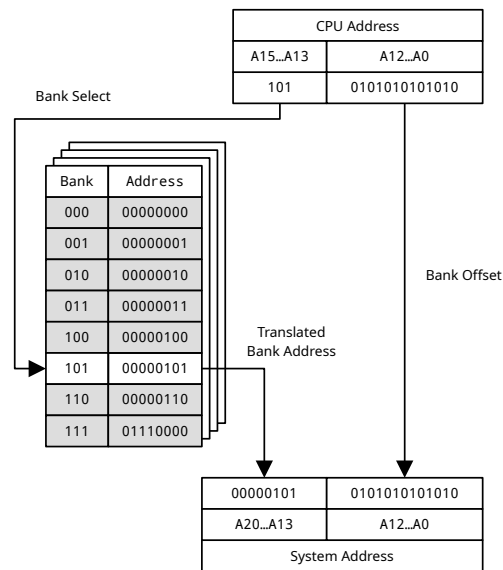 CPU Address
A15…A13 A12…A0
101 0101010101010
Bank Select
Bank Address
000 00000000
001 00000001
010 00000010
011 00000011
100 00000100
101 00000101
110 00000110
111 01110000
Bank Offset
Translated
Bank Address
00000101 0101010101010
A20…A13 A12…A0
System Address